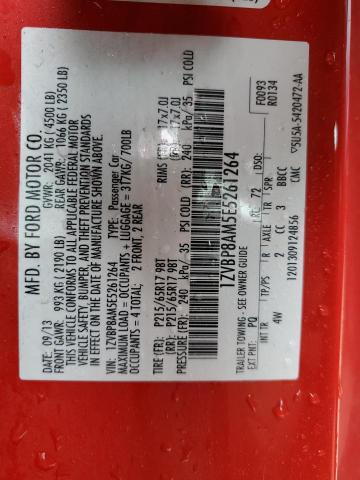 MFD. BY FORD MOTOR CO.
DATE: 09/13 GVWR: 2041 KG (4500 LB)
FRONT GAWR: 993 KG (2190 LB) REAR GAWR: 1066 KG (2350 LB)
THIS VEHICLE CONFORMS TO ALL APPLICABLE FEDERAL MOTOR
VEHICLE SAFETY, BUMPER, AND THEFT PREVENTION STANDARDS
IN EFFECT ON THE DATE OF MANUFACTURE SHOWN ABOVE.
VIN: 1ZVBP8AM5E5261264 TYPE: Passenger Car
MAXIMUM LOAD = OCCUPANTS + LUGGAGE = 317KG/700LB
OCCUPANTS = 4 TOTAL: 2 FRONT, 2 REAR
TIRE (FR): P215/65R17 98T RIMS (FR): 17x7.0J
TIRE (RR): P215/65R17 98T (RR): 17x7.0J
PRESSURE (FR): 240 kPa/35 PSI COLD (RR): 240 kPa/35 PSI COLD
1ZVBP8AM5E5261264
TRAILER TOWING - SEE OWNER GUIDE
F0093
R0134
EXT PNT: PQ RC: 72 DSO:
INT TR TP/PS R AXLE TR SPR
4W 2 CC 3 BBCC
12013090124856 CMC
5U5A-5420472-AA